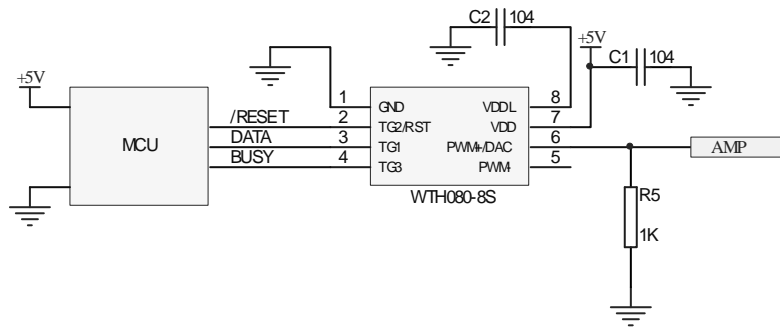 C2 104
+5V
C1 104
+5V
1 GND VDDL 8
/RESET 2 TG2/RST VDD 7
MCU DATA 3 TG1 PWM+/DAC 6 AMP
BUSY 4 TG3 PWM- 5
WTH080-8S
R5
1K